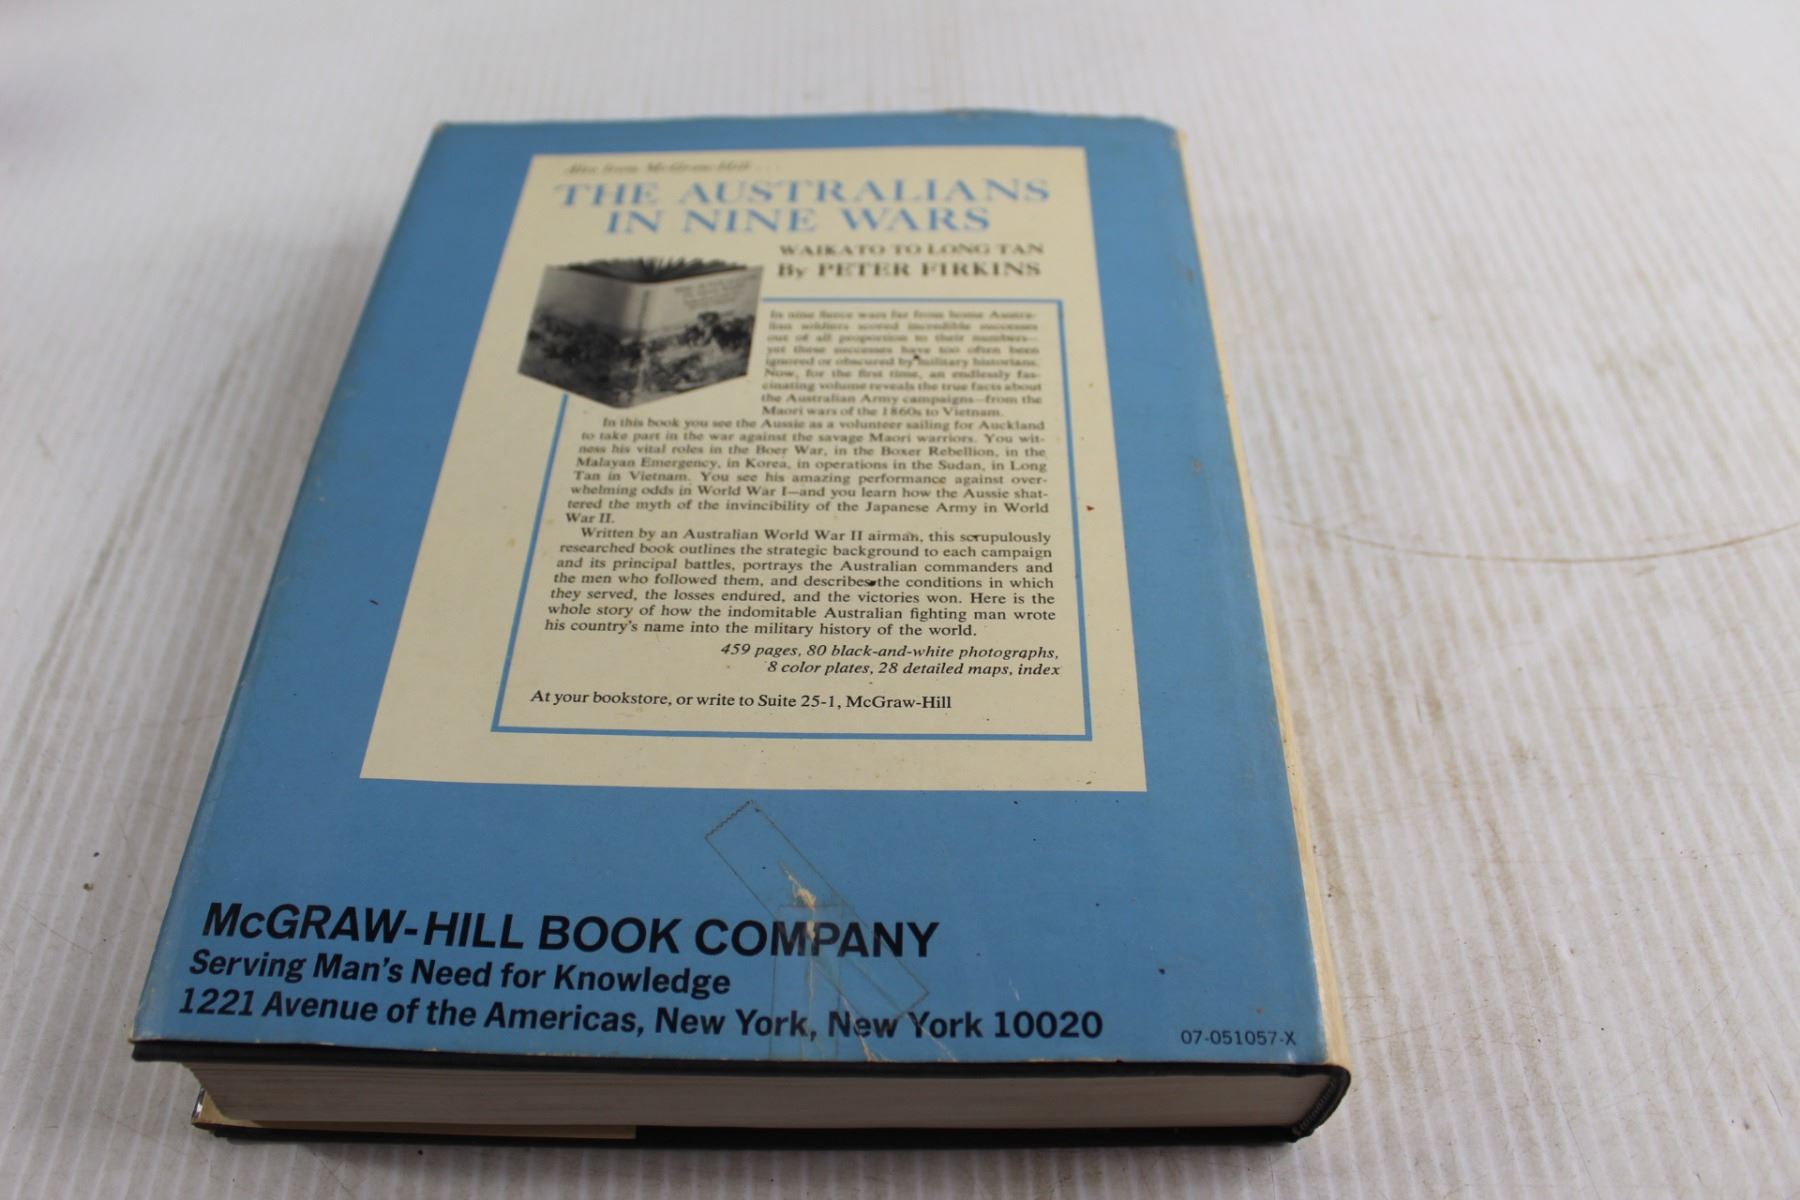 Also from McGraw-Hill . . .
THE AUSTRALIANS
IN NINE WARS
WAIKATO TO LONG TAN
By PETER FIRKINS
In nine fierce wars far from home Austra-
lian soldiers scored incredible successes
out of all proportion to their numbers—
yet these successes have too often been
ignored or obscured by military historians.
Now, for the first time, an endlessly fas-
cinating volume reveals the true facts about
the Australian Army campaigns—from the
Maori wars of the 1860s to Vietnam.
In this book you see the Aussie as a volunteer sailing for Auckland
to take part in the war against the savage Maori warriors. You wit-
ness his vital roles in the Boer War, in the Boxer Rebellion, in the
Malayan Emergency, in Korea, in operations in the Sudan, in Long
Tan in Vietnam. You see his amazing performance against over-
whelming odds in World War I—and you learn how the Aussie shat-
tered the myth of the invincibility of the Japanese Army in World
War II.
Written by an Australian World War II airman, this scrupulously
researched book outlines the strategic background to each campaign
and its principal battles, portrays the Australian commanders and
the men who followed them, and describes the conditions in which
they served, the losses endured, and the victories won. Here is the
whole story of how the indomitable Australian fighting man wrote
his country's name into the military history of the world.
459 pages, 80 black-and-white photographs,
8 color plates, 28 detailed maps, index
At your bookstore, or write to Suite 25-1, McGraw-Hill
McGRAW-HILL BOOK COMPANY
Serving Man's Need for Knowledge
1221 Avenue of the Americas, New York, New York 10020
07-051057-X